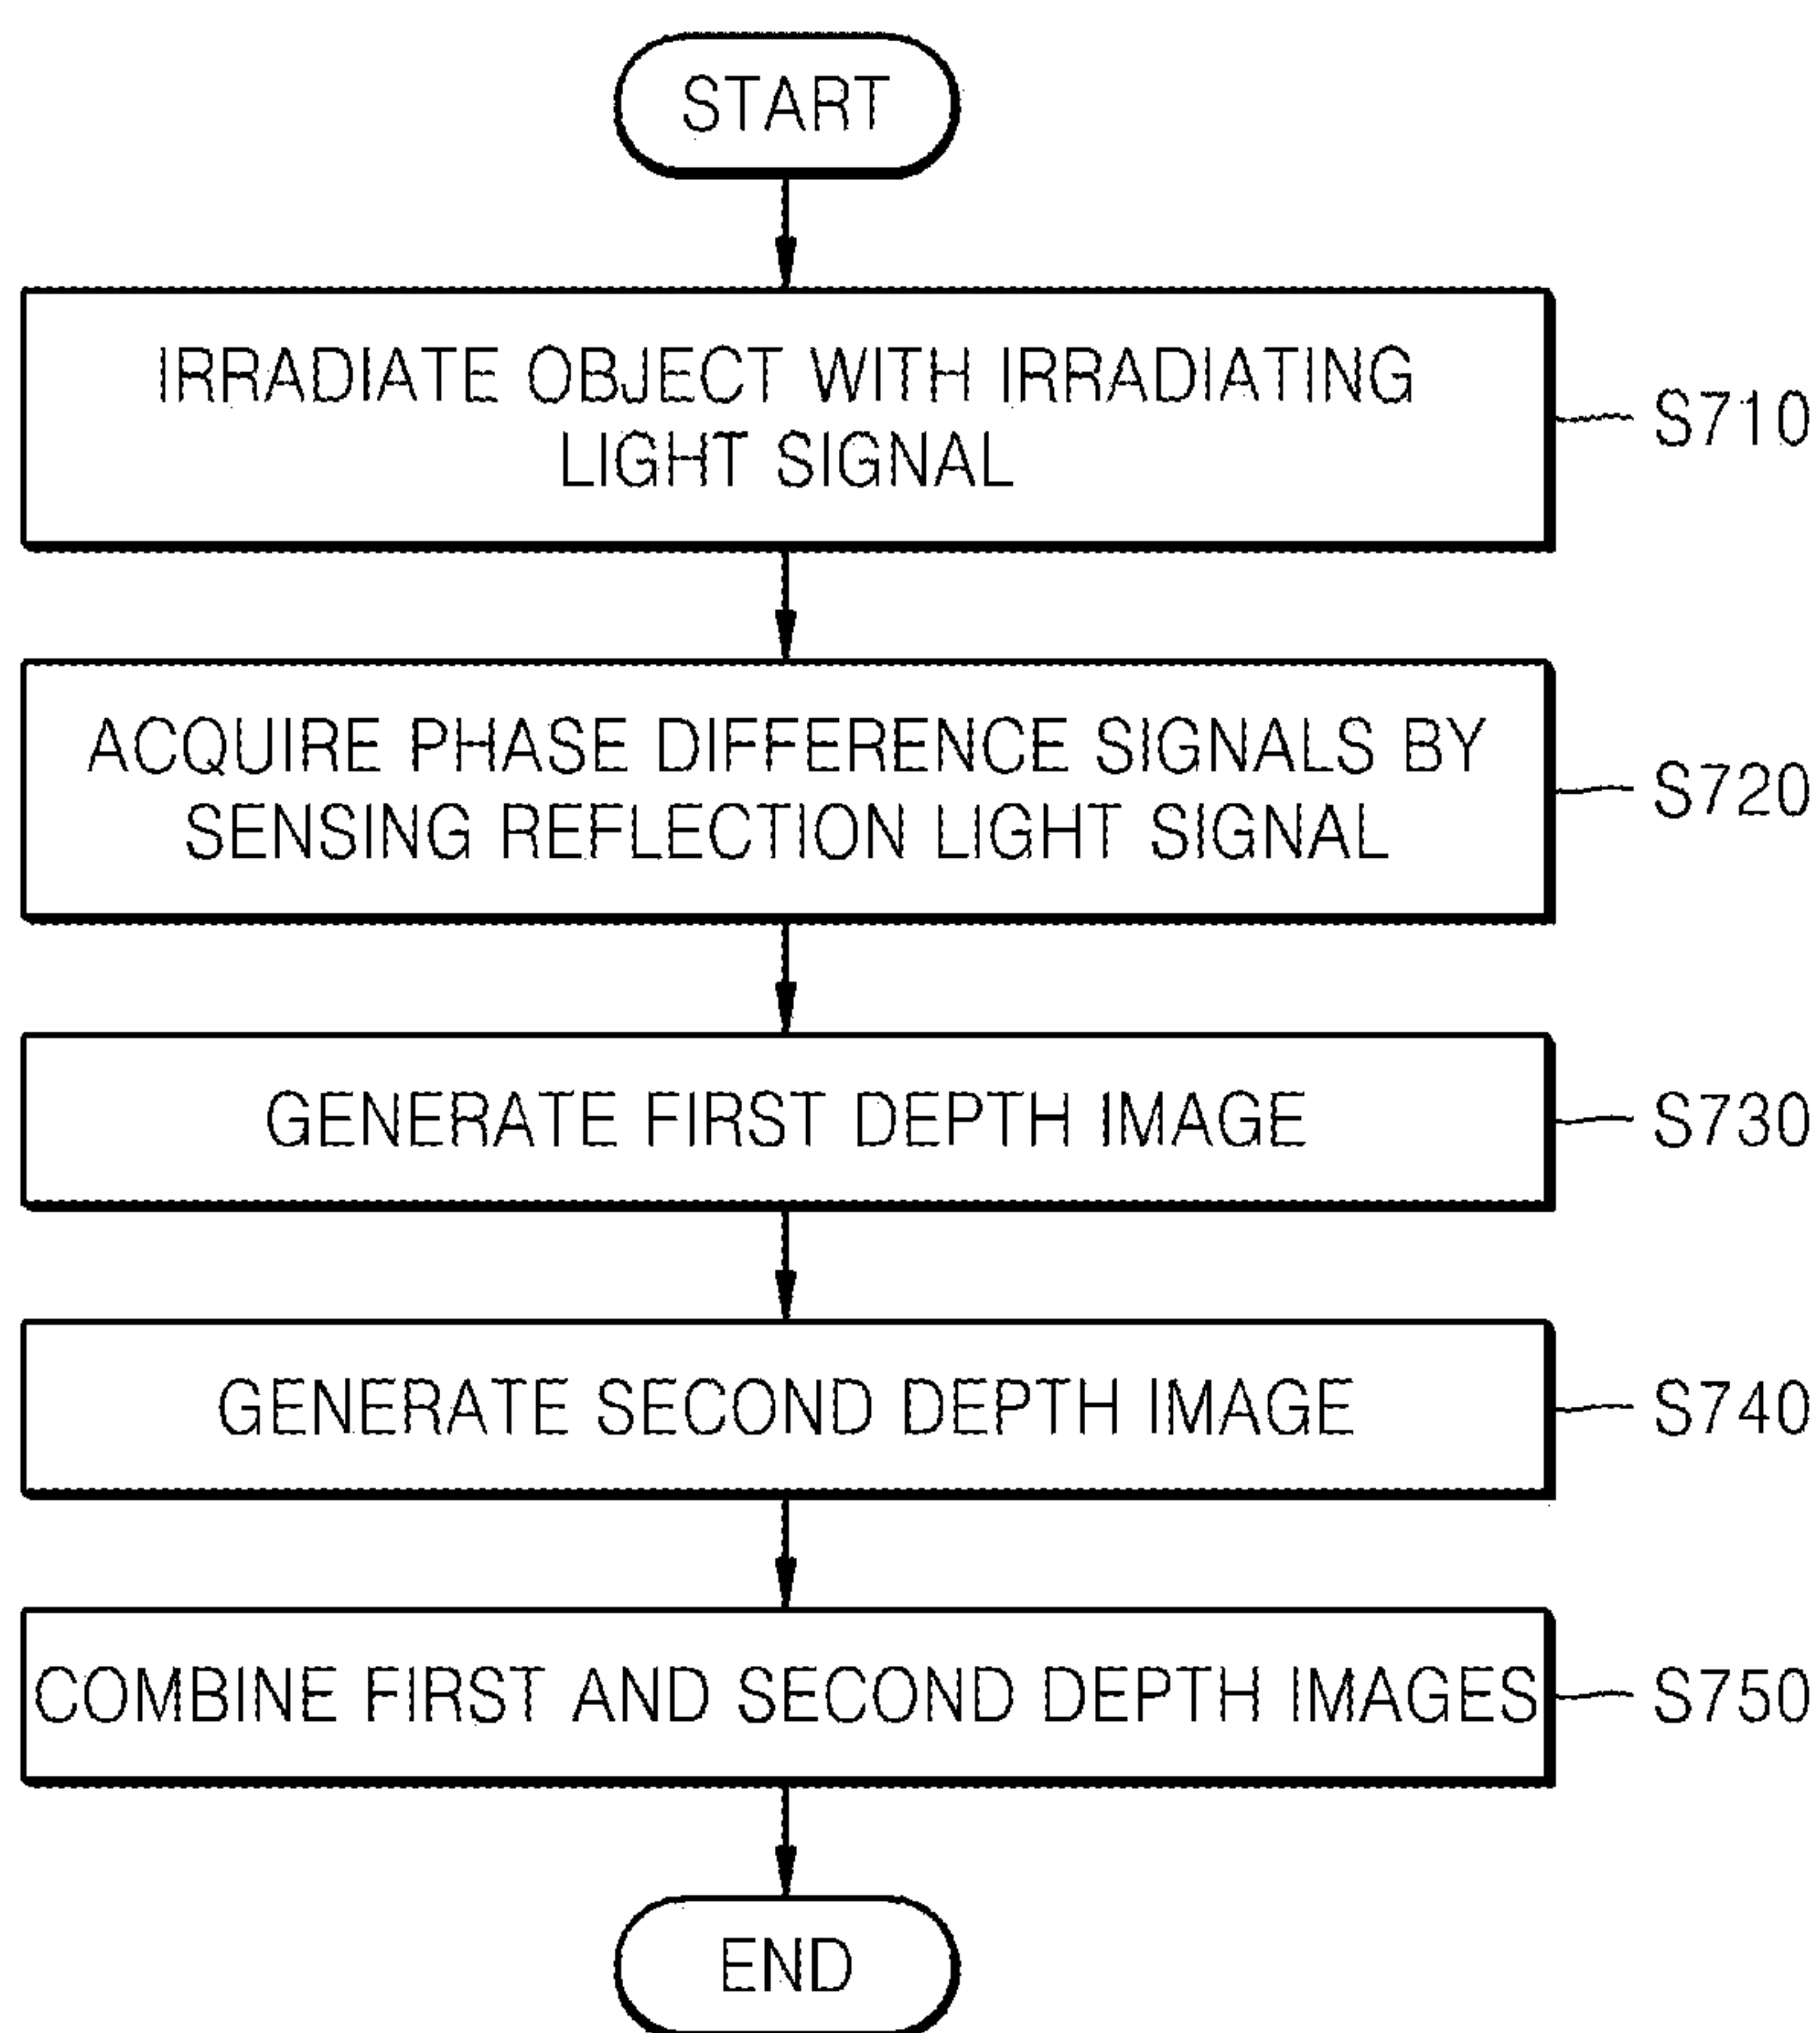 START
IRRADIATE OBJECT WITH IRRADIATING
LIGHT SIGNAL
S710
ACQUIRE PHASE DIFFERENCE SIGNALS BY
SENSING REFLECTION LIGHT SIGNAL
S720
GENERATE FIRST DEPTH IMAGE
S730
GENERATE SECOND DEPTH IMAGE
S740
COMBINE FIRST AND SECOND DEPTH IMAGES
S750
END